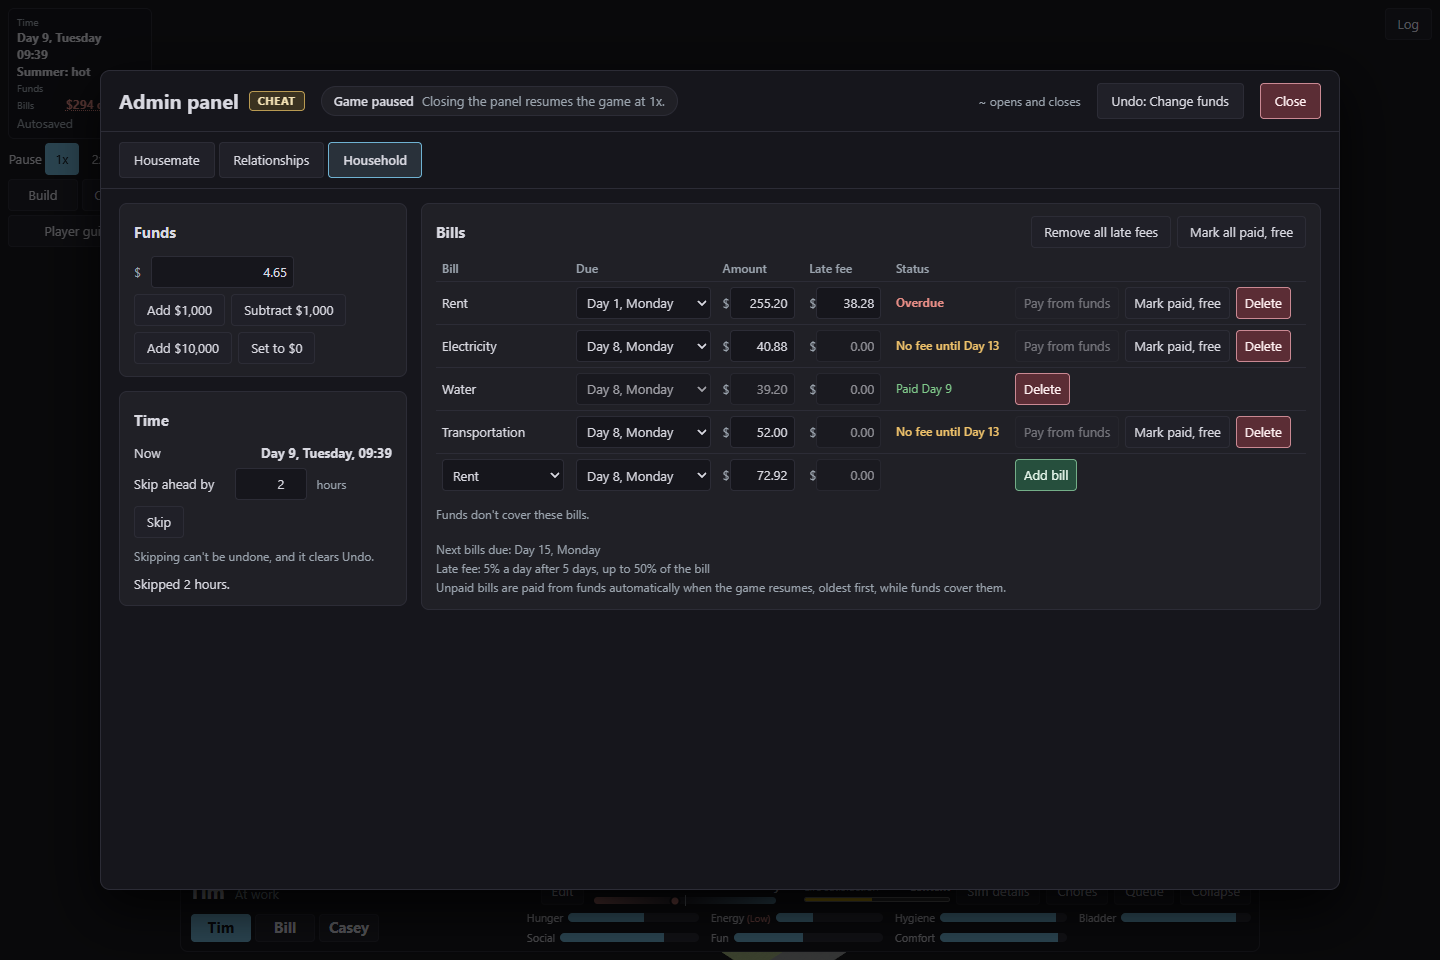 Time
Day 9, Tuesday
09:39
Summer: hot
Funds
Bills $294
Autosaved
Pause 1x
Build
Player
Log
Admin panel CHEAT Game paused Closing the panel resumes the game at 1x. ~ opens and closes Undo: Change funds Close
Housemate Relationships Household
Funds
$ 4.65
Add $1,000 Subtract $1,000
Add $10,000 Set to $0
Time
Now Day 9, Tuesday, 09:39
Skip ahead by 2 hours
Skip
Skipping can't be undone, and it clears Undo.
Skipped 2 hours.
Bills Remove all late fees Mark all paid, free
Bill Due Amount Late fee Status
Rent Day 1, Monday $ 255.20 $ 38.28 Overdue Pay from funds Mark paid, free Delete
Electricity Day 8, Monday $ 40.88 $ 0.00 No fee until Day 13 Pay from funds Mark paid, free Delete
Water Day 8, Monday $ 39.20 $ 0.00 Paid Day 9 Delete
Transportation Day 8, Monday $ 52.00 $ 0.00 No fee until Day 13 Pay from funds Mark paid, free Delete
Rent Day 8, Monday $ 72.92 $ 0.00 Add bill
Funds don't cover these bills.
Next bills due: Day 15, Monday
Late fee: 5% a day after 5 days, up to 50% of the bill
Unpaid bills are paid from funds automatically when the game resumes, oldest first, while funds cover them.
Tim At work Edit Sim details Chores Queue Collapse
Tim Bill Casey
Hunger Energy (Low) Hygiene Bladder
Social Fun Comfort